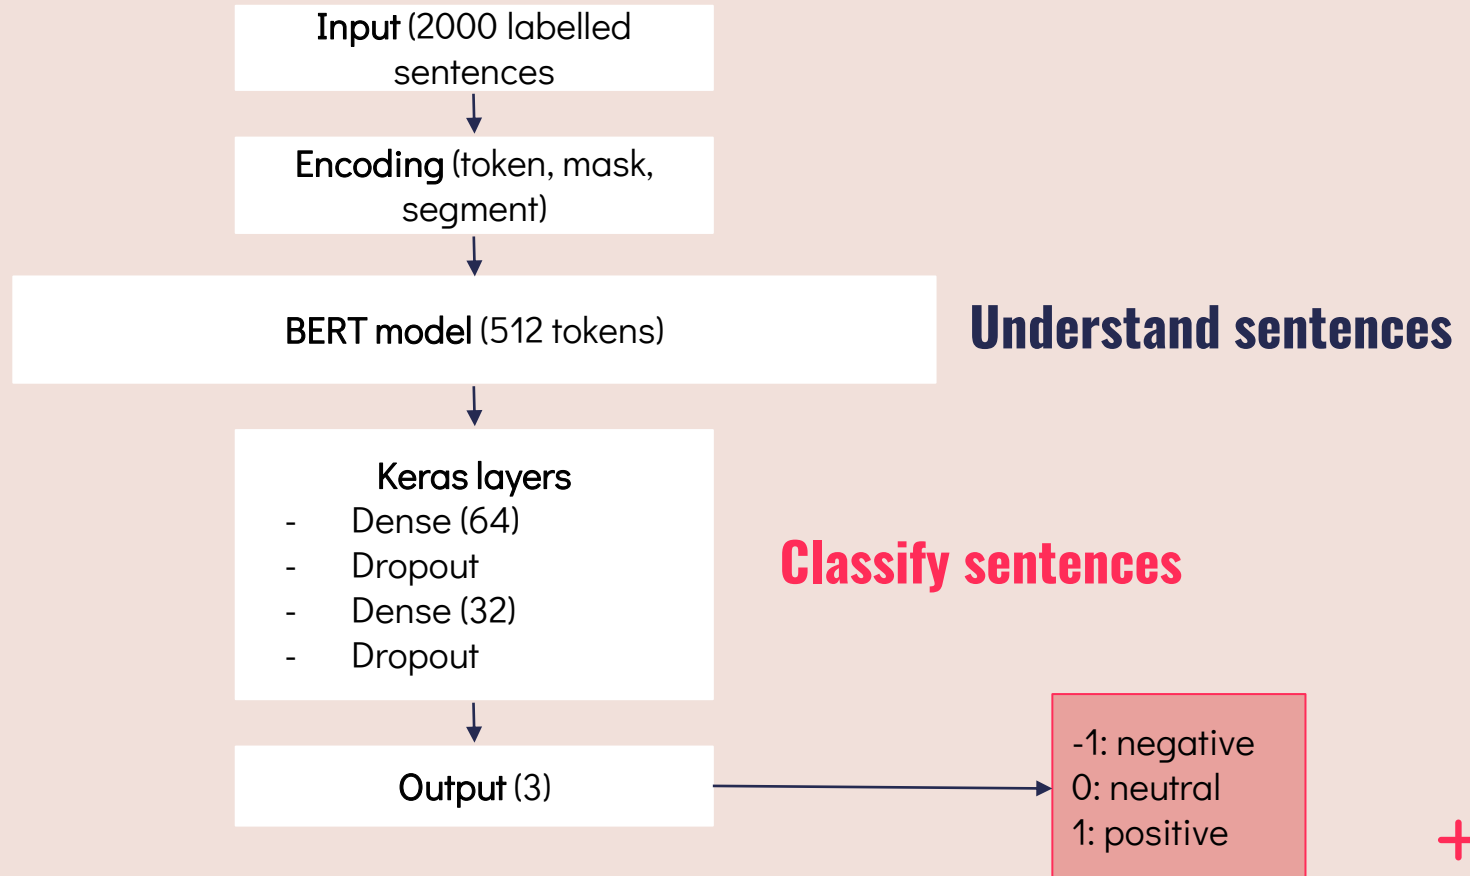 Input (2000 labelled
sentences
Encoding (token, mask,
segment)
BERT model (512 tokens)
Understand sentences
Keras layers
- Dense (64)
- Dropout
- Dense (32)
- Dropout
Classify sentences
Output (3)
-1: negative
0: neutral
1: positive
+